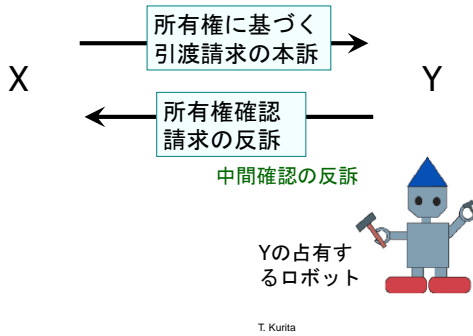 所有権に基づく
引渡請求の本訴
X
Y
所有権確認
請求の反訴
中間確認の反訴
Yの占有す
るロボット
T. Kurita